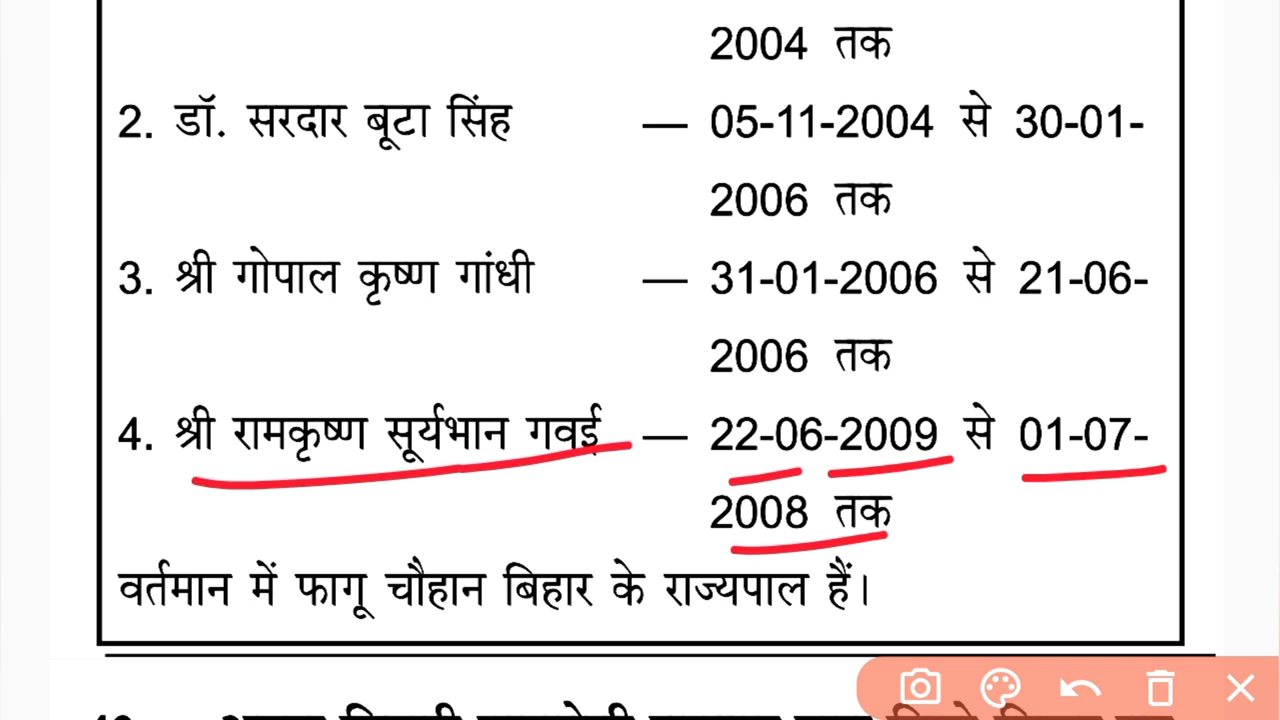 2004 तक
2. डॉ. सरदार बूटा सिंह — 05-11-2004 से 30-01-
2006 तक
3. श्री गोपाल कृष्ण गांधी — 31-01-2006 से 21-06-
2006 तक
4. श्री रामकृष्ण सूर्यभान गवई — 22-06-2009 से 01-07-
2008 तक
वर्तमान में फागू चौहान बिहार के राज्यपाल हैं।